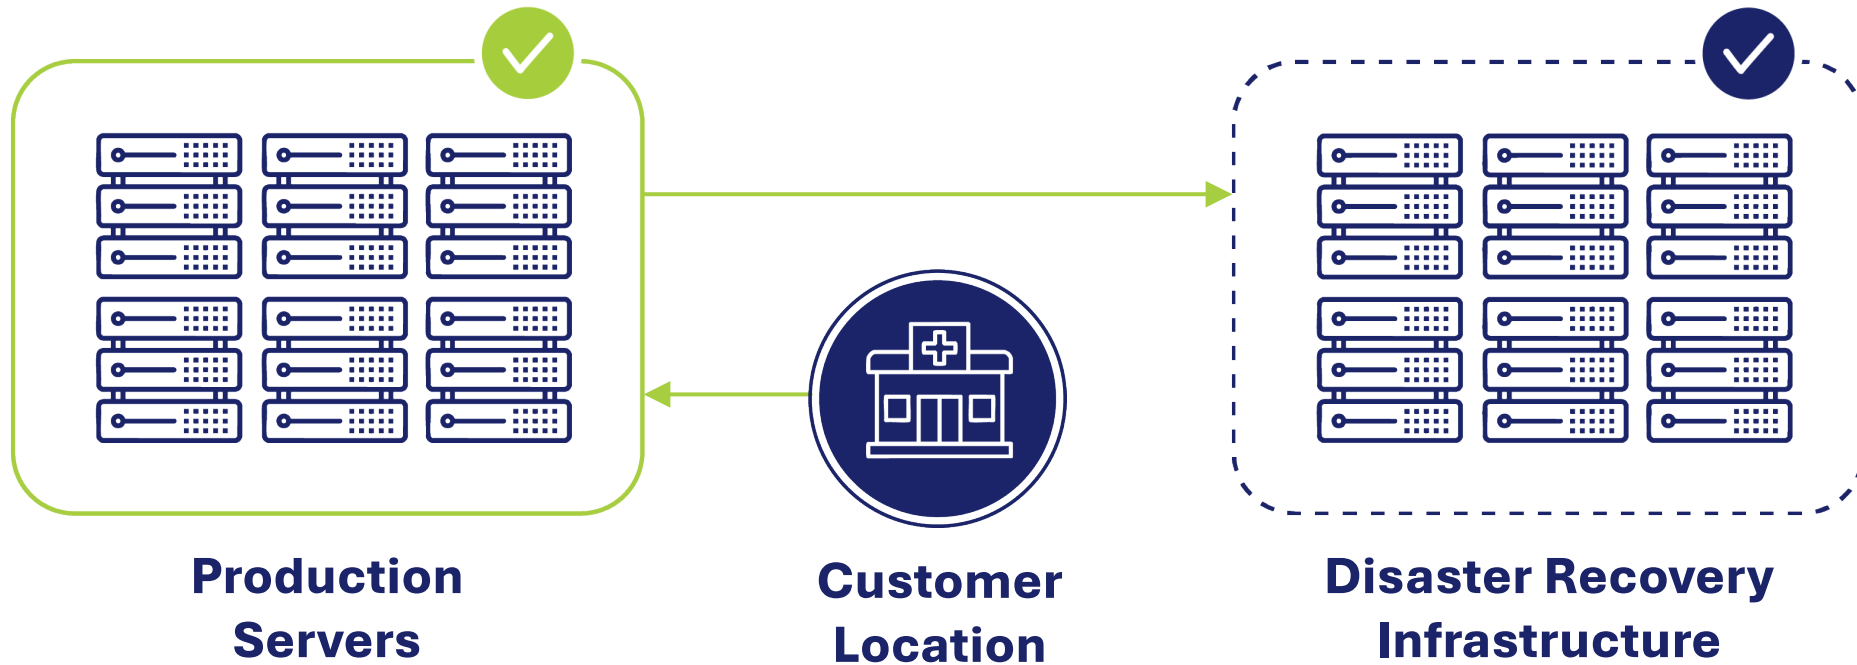 Production
Servers
Customer
Location
Disaster Recovery
Infrastructure